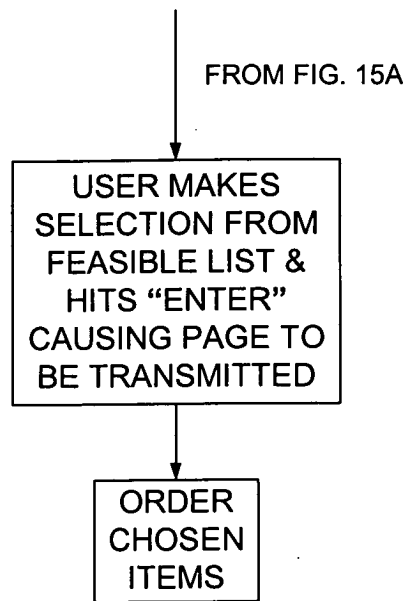 FROM FIG. 15A
USER MAKES
SELECTION FROM
FEASIBLE LIST &
HITS “ENTER”
CAUSING PAGE TO
BE TRANSMITTED
ORDER
CHOSEN
ITEMS